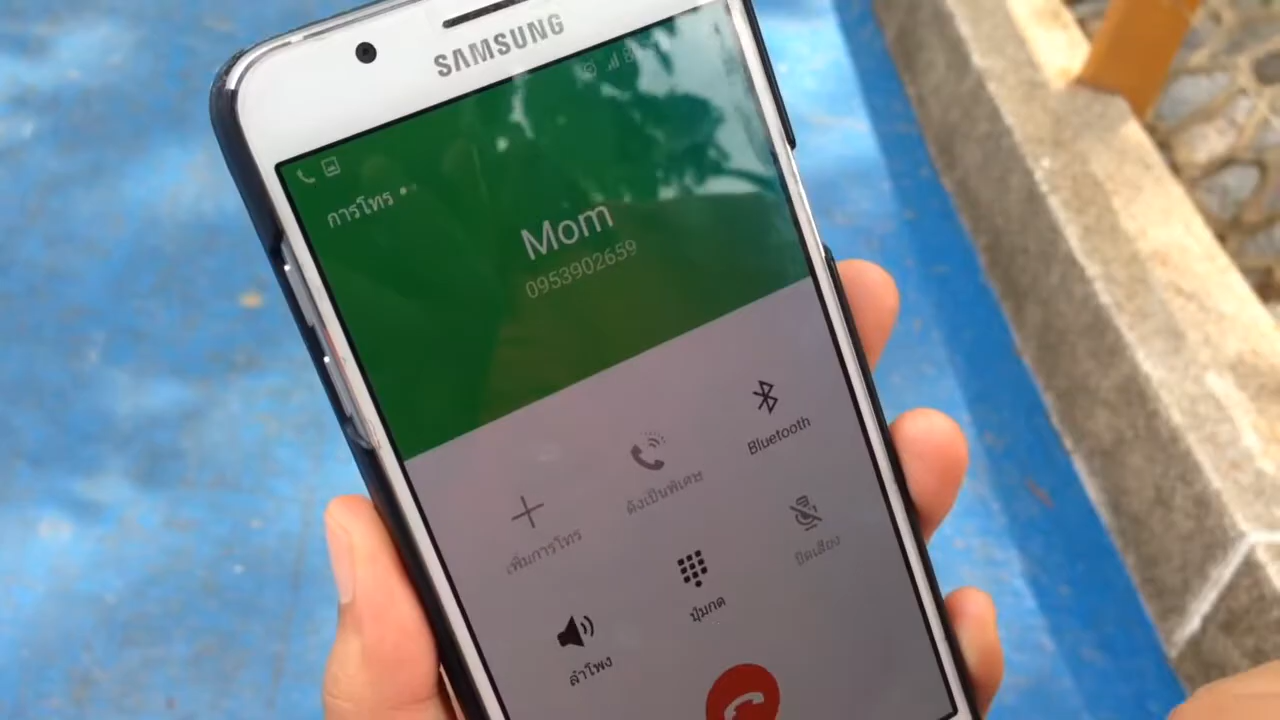 SAMSUNG
การโทร
Mom
0953902659
เพิ่มการโทร
ดังเป็นพิเศษ
Bluetooth
ลำโพง
ปุ่มกด
ปิดเสียง